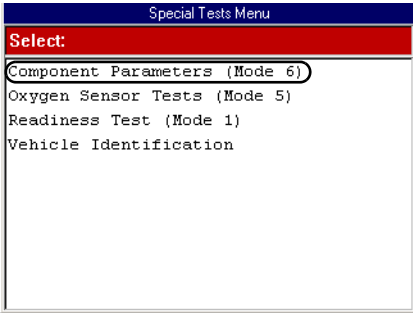 Special Tests Menu
Select:
Component Parameters (Mode 6)
Oxygen Sensor Tests (Mode 5)
Readiness Test (Mode 1)
Vehicle Identification